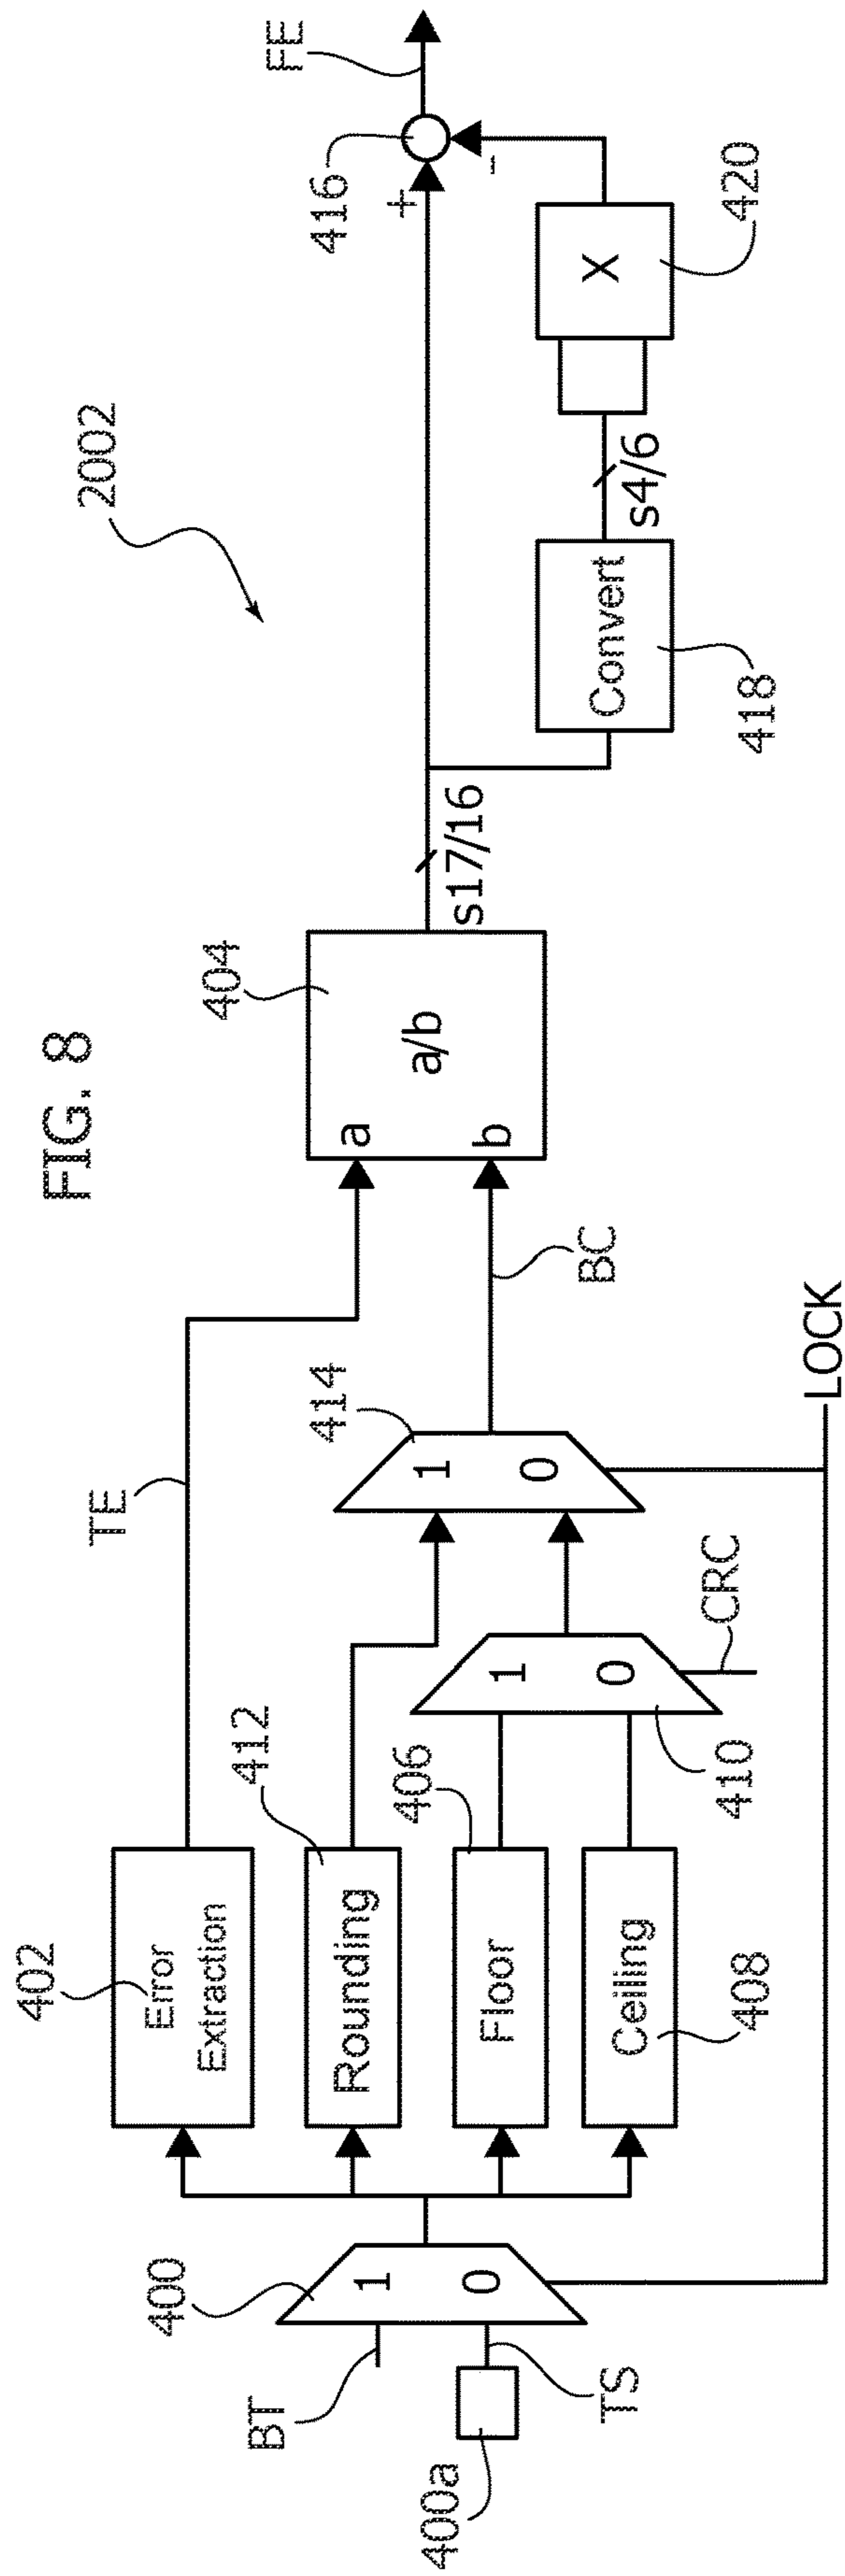 FIG. 8
2002
400a
BT
TS
400
1
0
402
Error
Extraction
412
Rounding
406
Floor
408
Ceiling
410
1
0
CRC
414
1
0
LOCK
TE
BC
404
a
b
a/b
s17/16
418
Convert
s4/6
420
X
416
+
-
FE